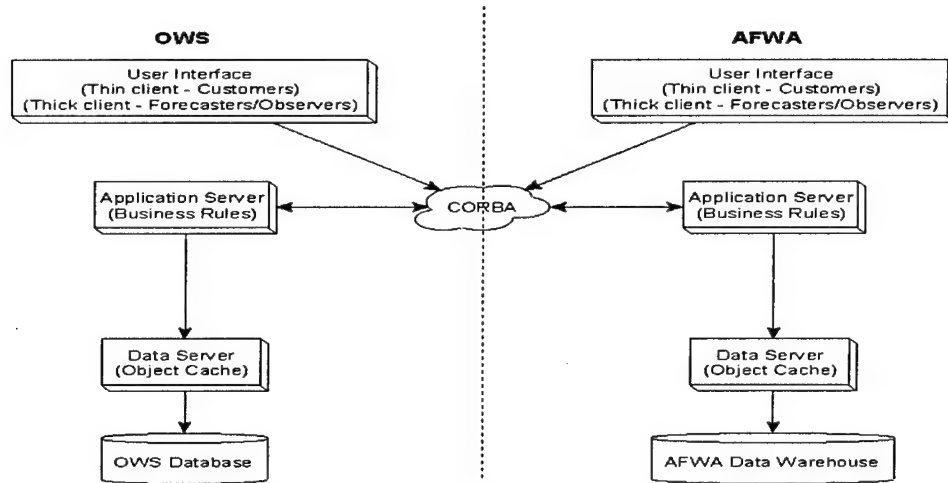 OWS
User Interface
(Thin client - Customers)
(Thick client - Forecasters/Observers)
Application Server
(Business Rules)
Data Server
(Object Cache)
OWS Database
CORBA
AFWA
User Interface
(Thin client - Customers)
(Thick client - Forecasters/Observers)
Application Server
(Business Rules)
Data Server
(Object Cache)
AFWA Data Warehouse